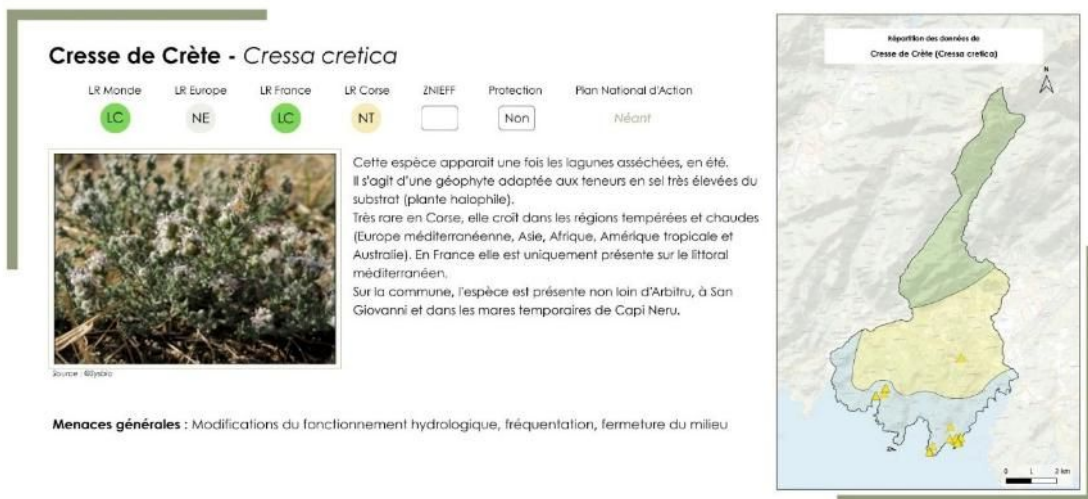 Cresse de Crète - Cressa cretica
LR Monde LR Europe LR France LR Corse ZNIEFF Protection Plan National d'Action
LC NE LC NT Non Néant
Cette espèce apparait une fois les lagunes asséchées, en été.
Il s'agit d'une géophyte adaptée aux teneurs en sel très élevées du
substrat (plante halophile).
Très rare en Corse, elle croît dans les régions tempérées et chaudes
(Europe méditerranéenne, Asie, Afrique, Amérique tropicale et
Australie). En France elle est uniquement présente sur le littoral
méditerranéen.
Sur la commune, l'espèce est présente non loin d'Arbitru, à San
Giovanni et dans les mares temporaires de Capi Neru.
Source :
Menaces générales : Modifications du fonctionnement hydrologique, fréquentation, fermeture du milieu
Répartition des données de
Cresse de Crète (Cressa cretica)
N
0 1 2 km